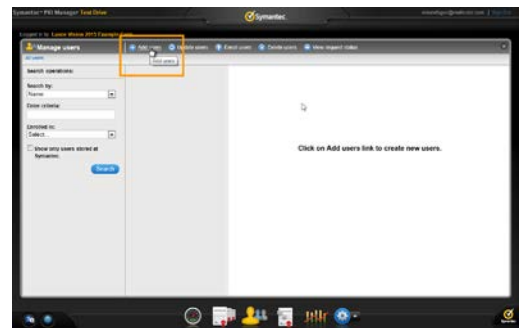 Symantec™ PKI Manager Test Drive
Symantec.
Manage users
Add users
Update users
Enroll users
Delete users
View request status
All users
Add users
Search operations:
Search by:
Name
Enter criteria:
Enrolled in:
Select...
Show only users stored at
Symantec.
Search
Click on Add users link to create new users.